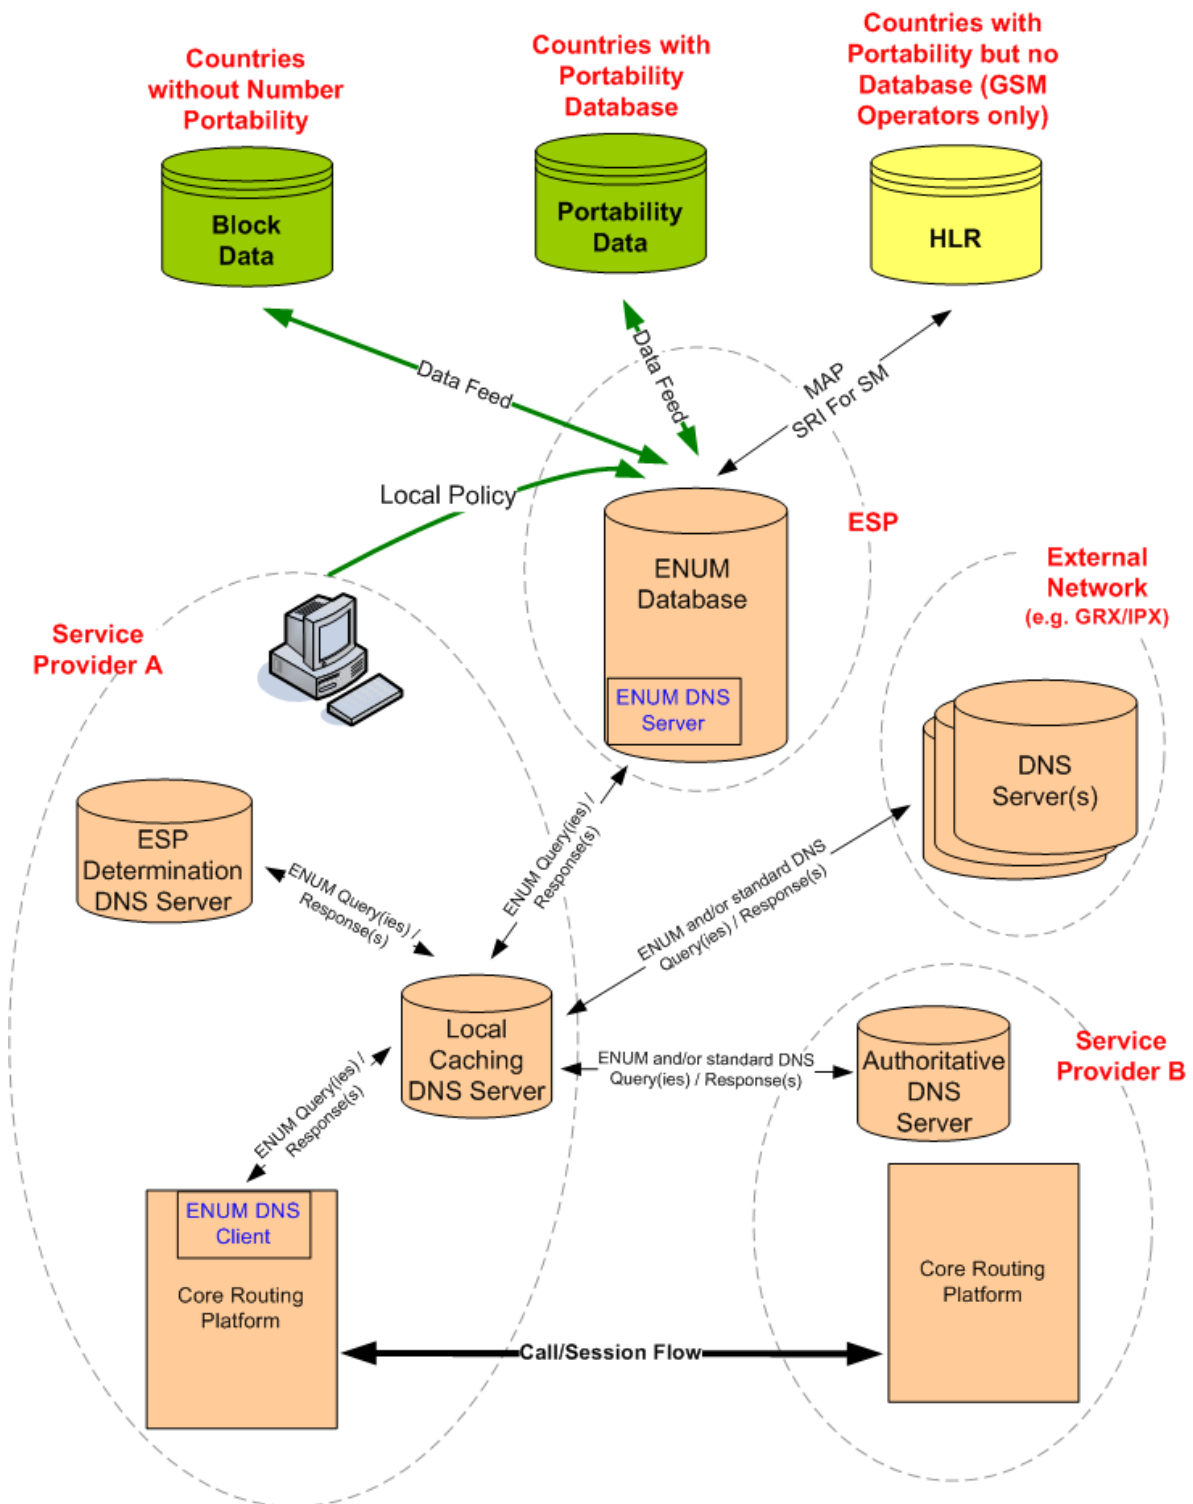 Countries
without Number
Portability
Countries with
Portability
Database
Countries with
Portability but no
Database (GSM
Operators only)
Block
Data
Portability
Data
HLR
Data Feed
Data Feed
MAP
SRI For SM
Local Policy
ESP
ENUM
Database
ENUM DNS
Server
External
Network
(e.g. GRX/IPX)
DNS
Server(s)
Service
Provider A
ESP
Determination
DNS Server
ENUM Query(ies) /
Response(s)
ENUM Query(ies) /
Response(s)
ENUM and/or standard DNS
Query(ies) / Response(s)
Local
Caching
DNS Server
ENUM and/or standard DNS
Query(ies) / Response(s)
Authoritative
DNS
Server
Service
Provider B
ENUM Query(ies) /
Response(s)
ENUM DNS
Client
Core Routing
Platform
Core Routing
Platform
Call/Session Flow